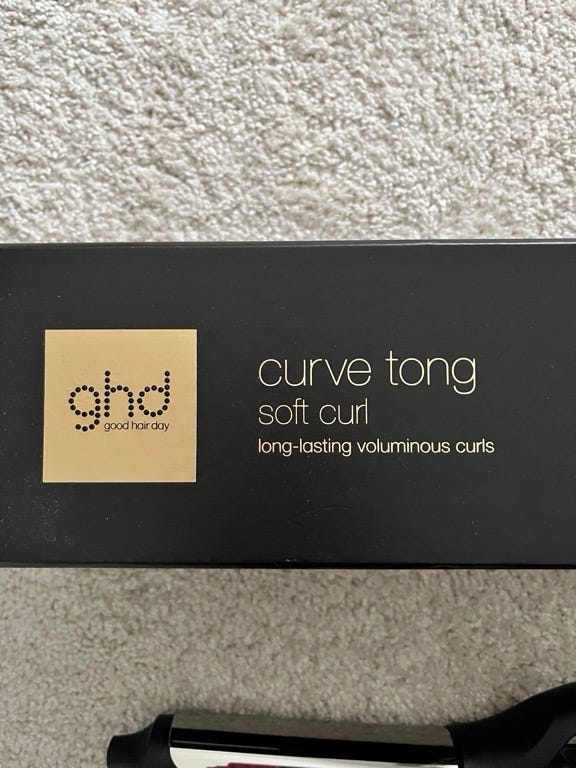 ghd
good hair day
curve tong
soft curl
long-lasting voluminous curls